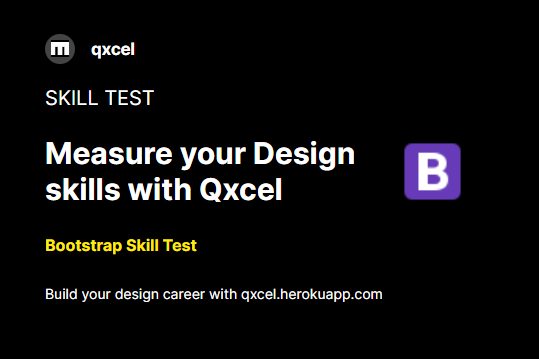 m qxcel
SKILL TEST
Measure your Design
skills with Qxcel
B
Bootstrap Skill Test
Build your design career with qxcel.herokuapp.com